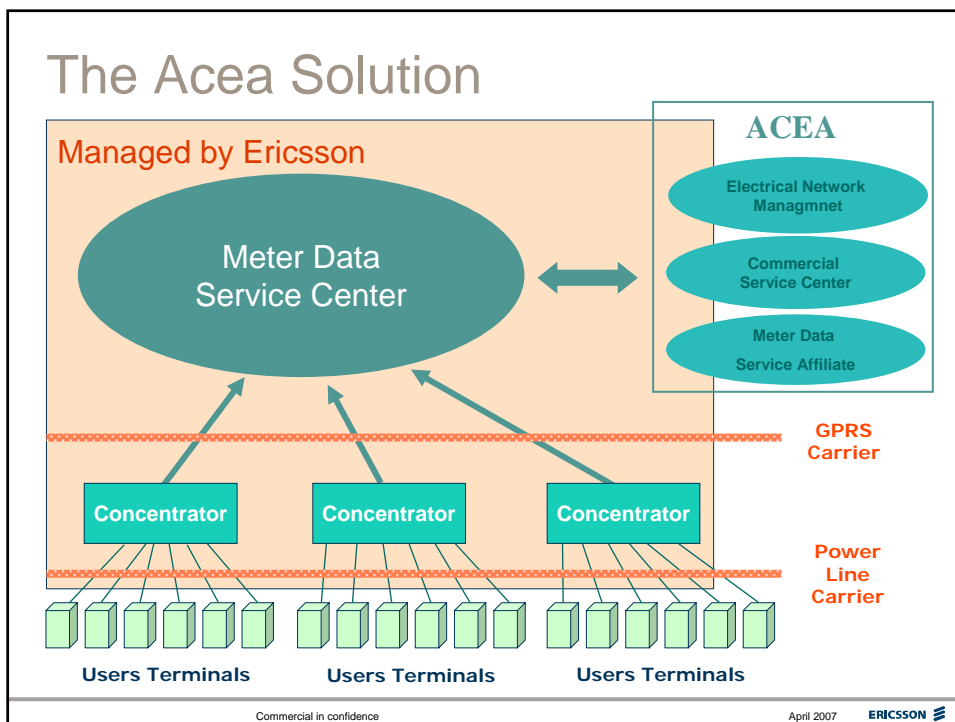 The Acea Solution
Managed by Ericsson
ACEA
Electrical Network
Managmnet
Meter Data
Service Center
Commercial
Service Center
Meter Data
Service Affiliate
GPRS
Carrier
Concentrator
Concentrator
Concentrator
Power
Line
Carrier
Users Terminals
Users Terminals
Users Terminals
Commercial in confidence
April 2007
ERICSSON